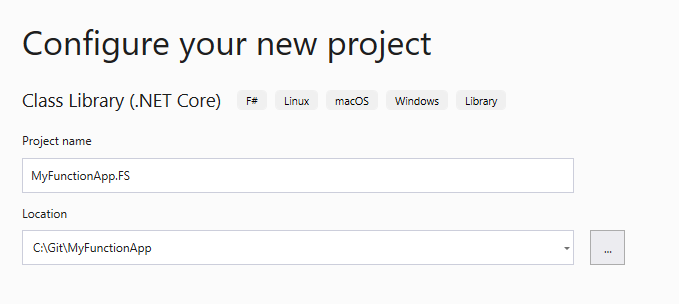 Configure your new project
Class Library (.NET Core) F# Linux macOS Windows Library
Project name
MyFunctionApp.FS
Location
C:\Git\MyFunctionApp ...